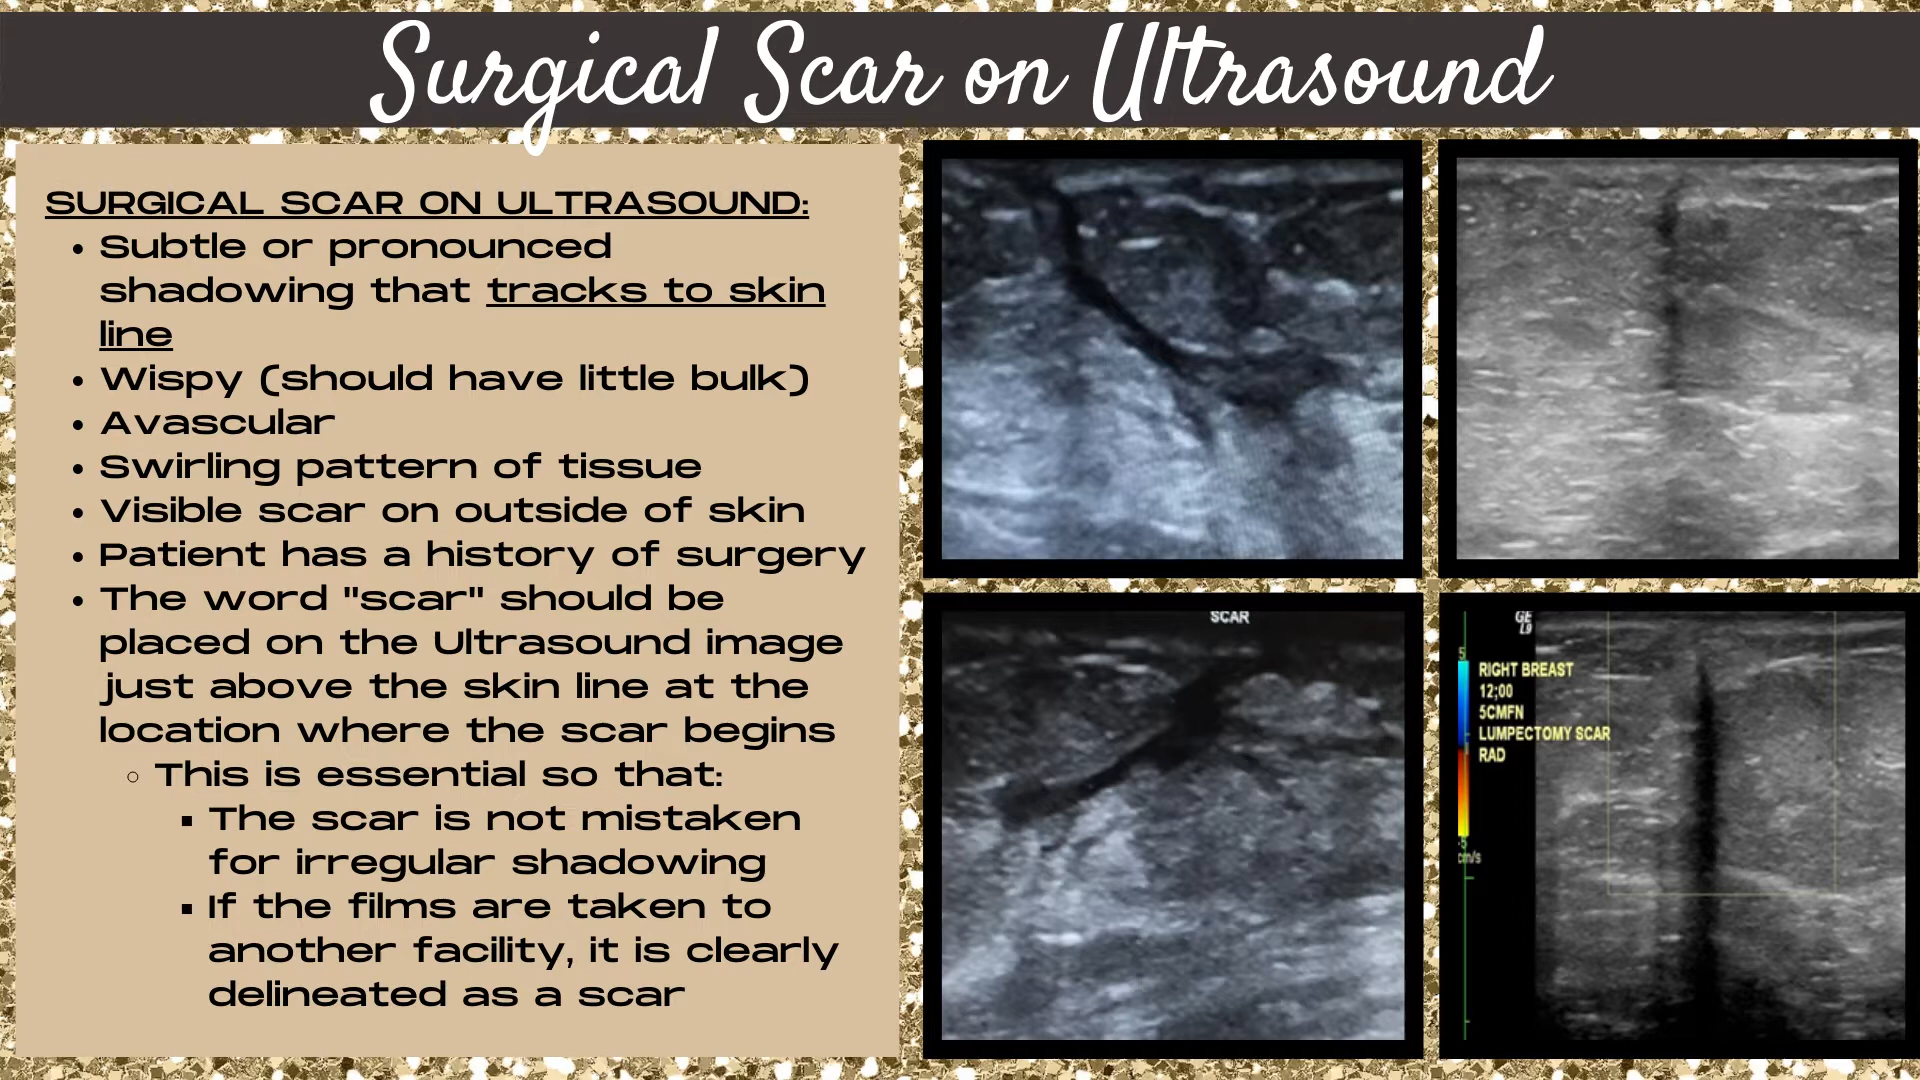 Surgical Scar on Ultrasound
SURGICAL SCAR ON ULTRASOUND:
• Subtle or pronounced
shadowing that tracks to skin
line
• Wispy (should have little bulk)
• Avascular
• Swirling pattern of tissue
• Visible scar on outside of skin
• Patient has a history of surgery
• The word "scar" should be
placed on the Ultrasound image
just above the skin line at the
location where the scar begins
○ This is essential so that:
▪ The scar is not mistaken
for irregular shadowing
▪ If the films are taken to
another facility, it is clearly
delineated as a scar
SCAR
GE
L9
5
RIGHT BREAST
12;00
5CMFN
LUMPECTOMY SCAR
RAD
-5
cm/s